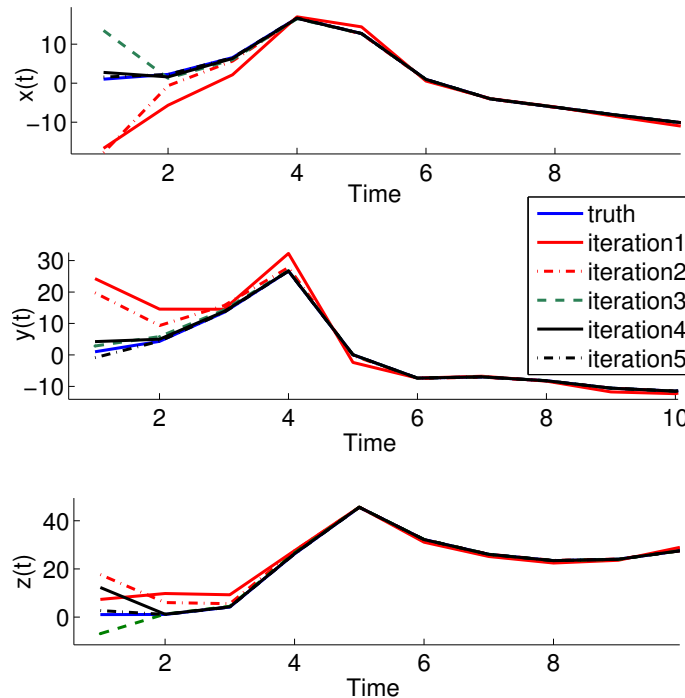 x(t)
10
0
−10
2
4
6
8
Time
truth
iteration1
iteration2
iteration3
iteration4
iteration5
y(t)
30
20
10
0
−10
2
4
6
8
10
Time
z(t)
40
20
0
2
4
6
8
Time